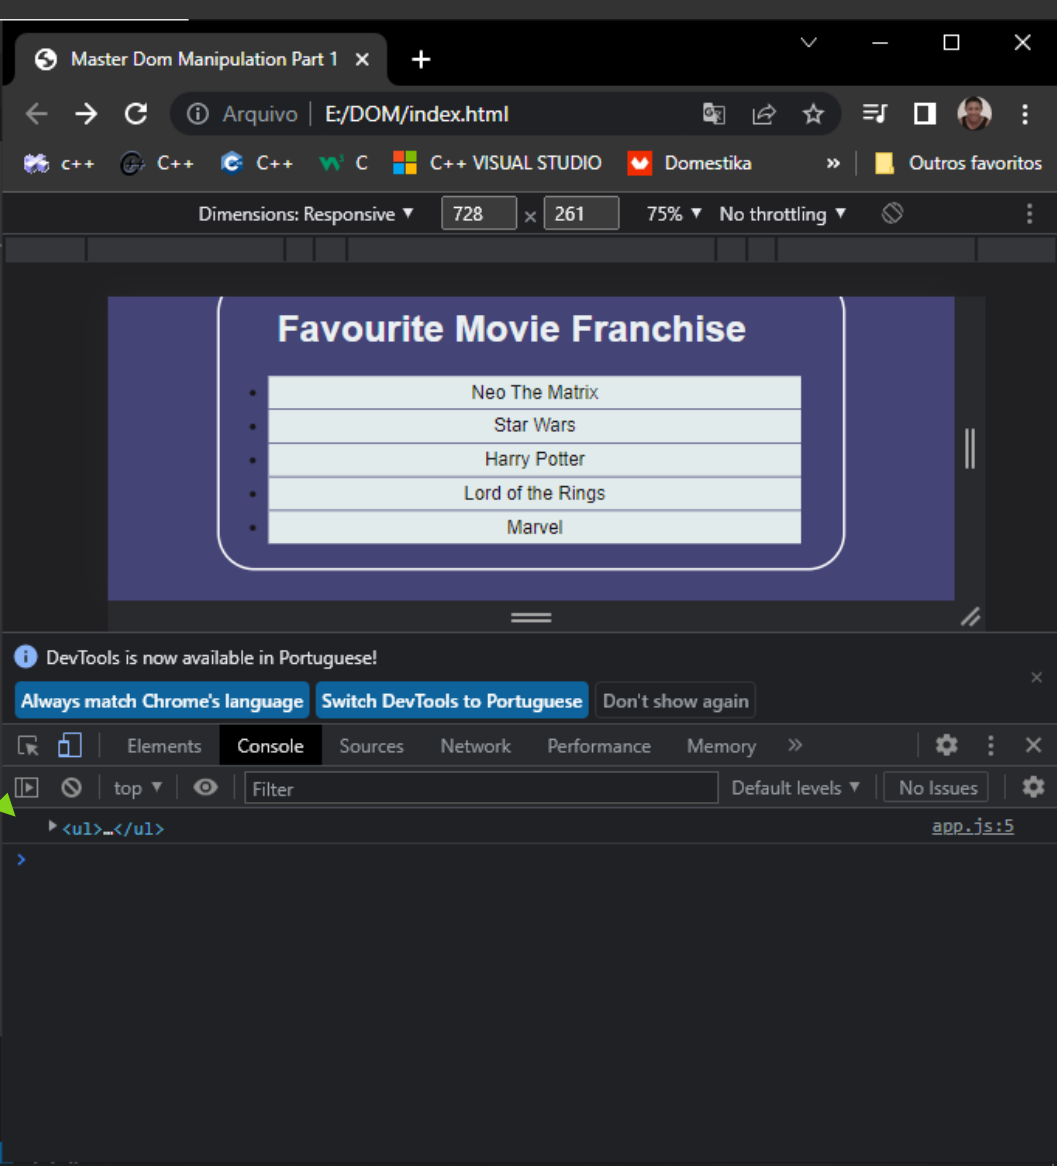 Master Dom Manipulation Part 1
Arquivo E:/DOM/index.html
c++ C++ C++ C C++ VISUAL STUDIO Domestika » Outros favoritos
Dimensions: Responsive ▼ 728 × 261 75% ▼ No throttling ▼
Favourite Movie Franchise
• Neo The Matrix
• Star Wars
• Harry Potter
• Lord of the Rings
• Marvel
DevTools is now available in Portuguese!
Always match Chrome's language Switch DevTools to Portuguese Don't show again
Elements Console Sources Network Performance Memory »
top ▼ Filter Default levels ▼ No Issues
<ul>…</ul> app.js:5